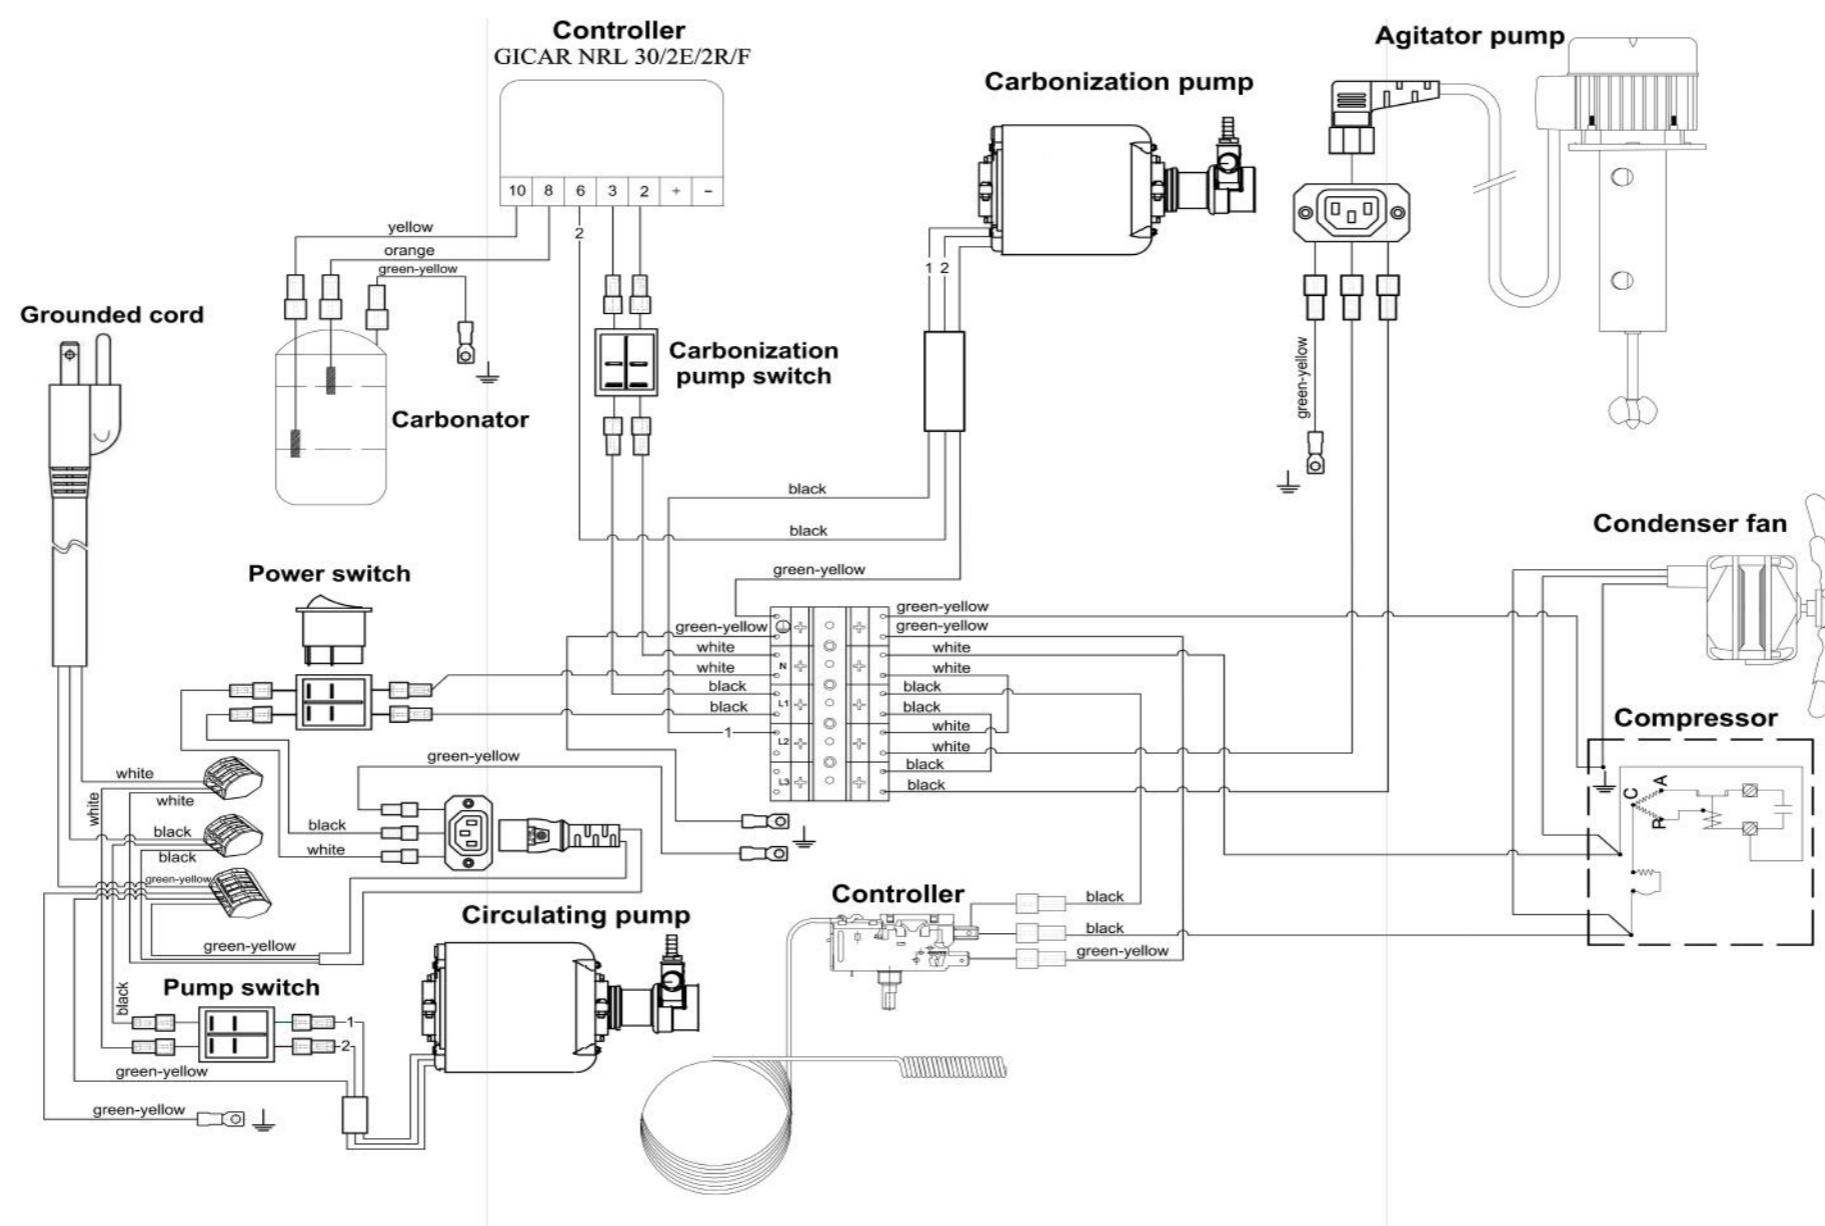 Controller
GICAR NRL 30/2E/2R/F
10 8 6 3 2 + −
Carbonization pump
Agitator pump
yellow
orange
green-yellow
2
1 2
Grounded cord
Carbonization
pump switch
Carbonator
green-yellow
black
black
green-yellow
Condenser fan
Power switch
green-yellow
white
white
black
black
1
N
L1
L2
L3
green-yellow
green-yellow
white
white
black
black
white
white
black
black
Compressor
C
A
R
white
white
white
black
black
green-yellow
green-yellow
black
white
green-yellow
Circulating pump
Controller
black
black
green-yellow
Pump switch
black
1
2
green-yellow
green-yellow